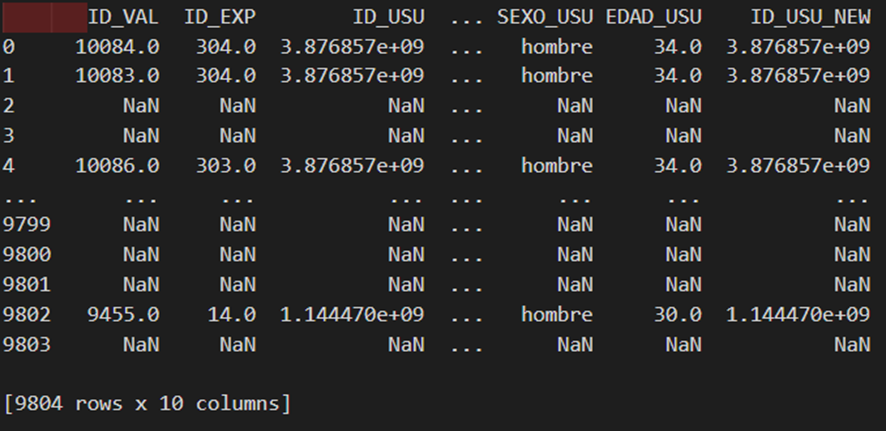 ID_VAL ID_EXP ID_USU ... SEXO_USU EDAD_USU ID_USU_NEW
0 10084.0 304.0 3.876857e+09 ... hombre 34.0 3.876857e+09
1 10083.0 304.0 3.876857e+09 ... hombre 34.0 3.876857e+09
2 NaN NaN NaN ... NaN NaN NaN
3 NaN NaN NaN ... NaN NaN NaN
4 10086.0 303.0 3.876857e+09 ... hombre 34.0 3.876857e+09
... ... ... ... ... ... ... ...
9799 NaN NaN NaN ... NaN NaN NaN
9800 NaN NaN NaN ... NaN NaN NaN
9801 NaN NaN NaN ... NaN NaN NaN
9802 9455.0 14.0 1.144470e+09 ... hombre 30.0 1.144470e+09
9803 NaN NaN NaN ... NaN NaN NaN
[9804 rows x 10 columns]